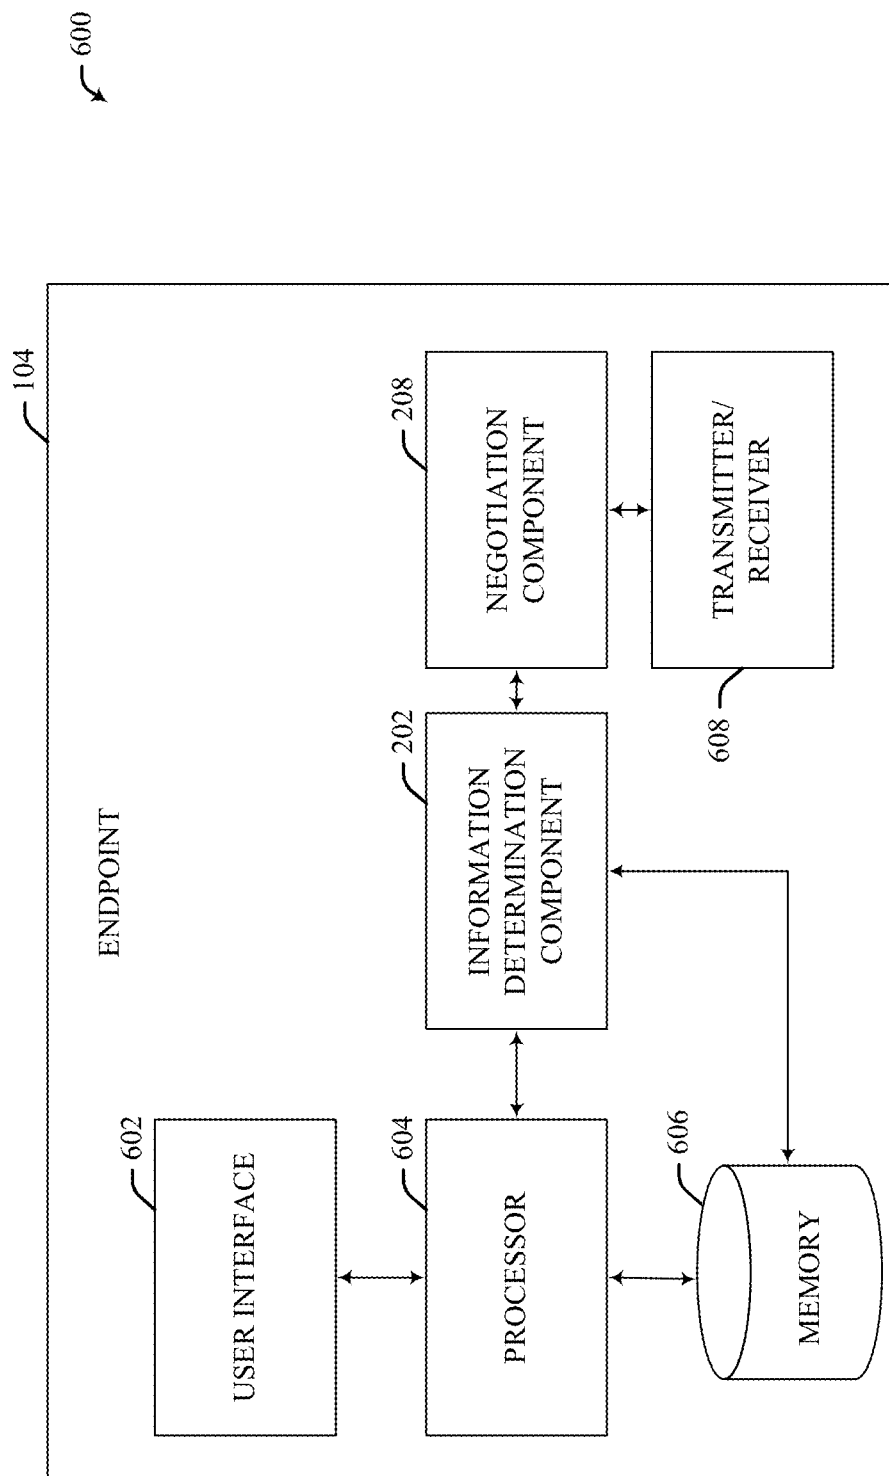 600
104
ENDPOINT
602
USER INTERFACE
604
PROCESSOR
202
INFORMATION
DETERMINATION
COMPONENT
208
NEGOTIATION
COMPONENT
606
MEMORY
608
TRANSMITTER/
RECEIVER